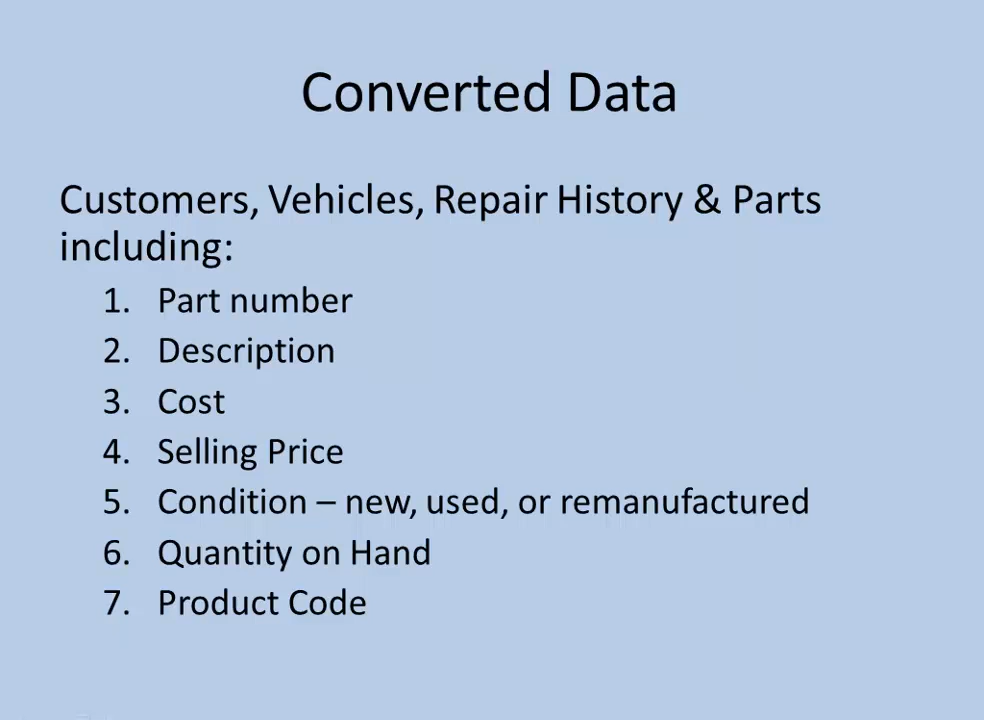 Converted Data
Customers, Vehicles, Repair History & Parts
including:
1. Part number
2. Description
3. Cost
4. Selling Price
5. Condition – new, used, or remanufactured
6. Quantity on Hand
7. Product Code